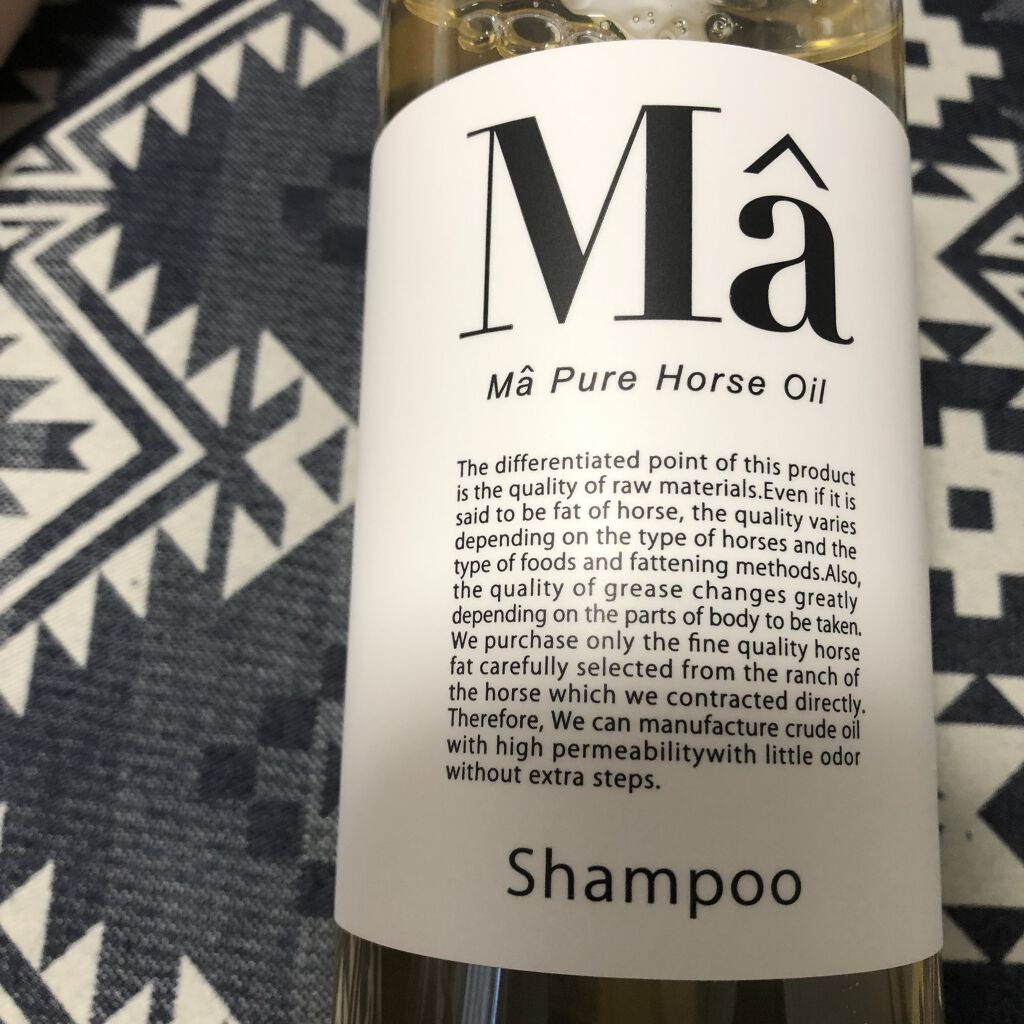 Mâ
Mâ Pure Horse Oil
The differentiated point of this product
is the quality of raw materials.Even if it is
said to be fat of horse, the quality varies
depending on the type of horses and the
type of foods and fattening methods.Also,
the quality of grease changes greatly
depending on the parts of body to be taken.
We purchase only the fine quality horse
fat carefully selected from the ranch of
the horse which we contracted directly.
Therefore, We can manufacture crude oil
with high permeabilitywith little odor
without extra steps.
Shampoo